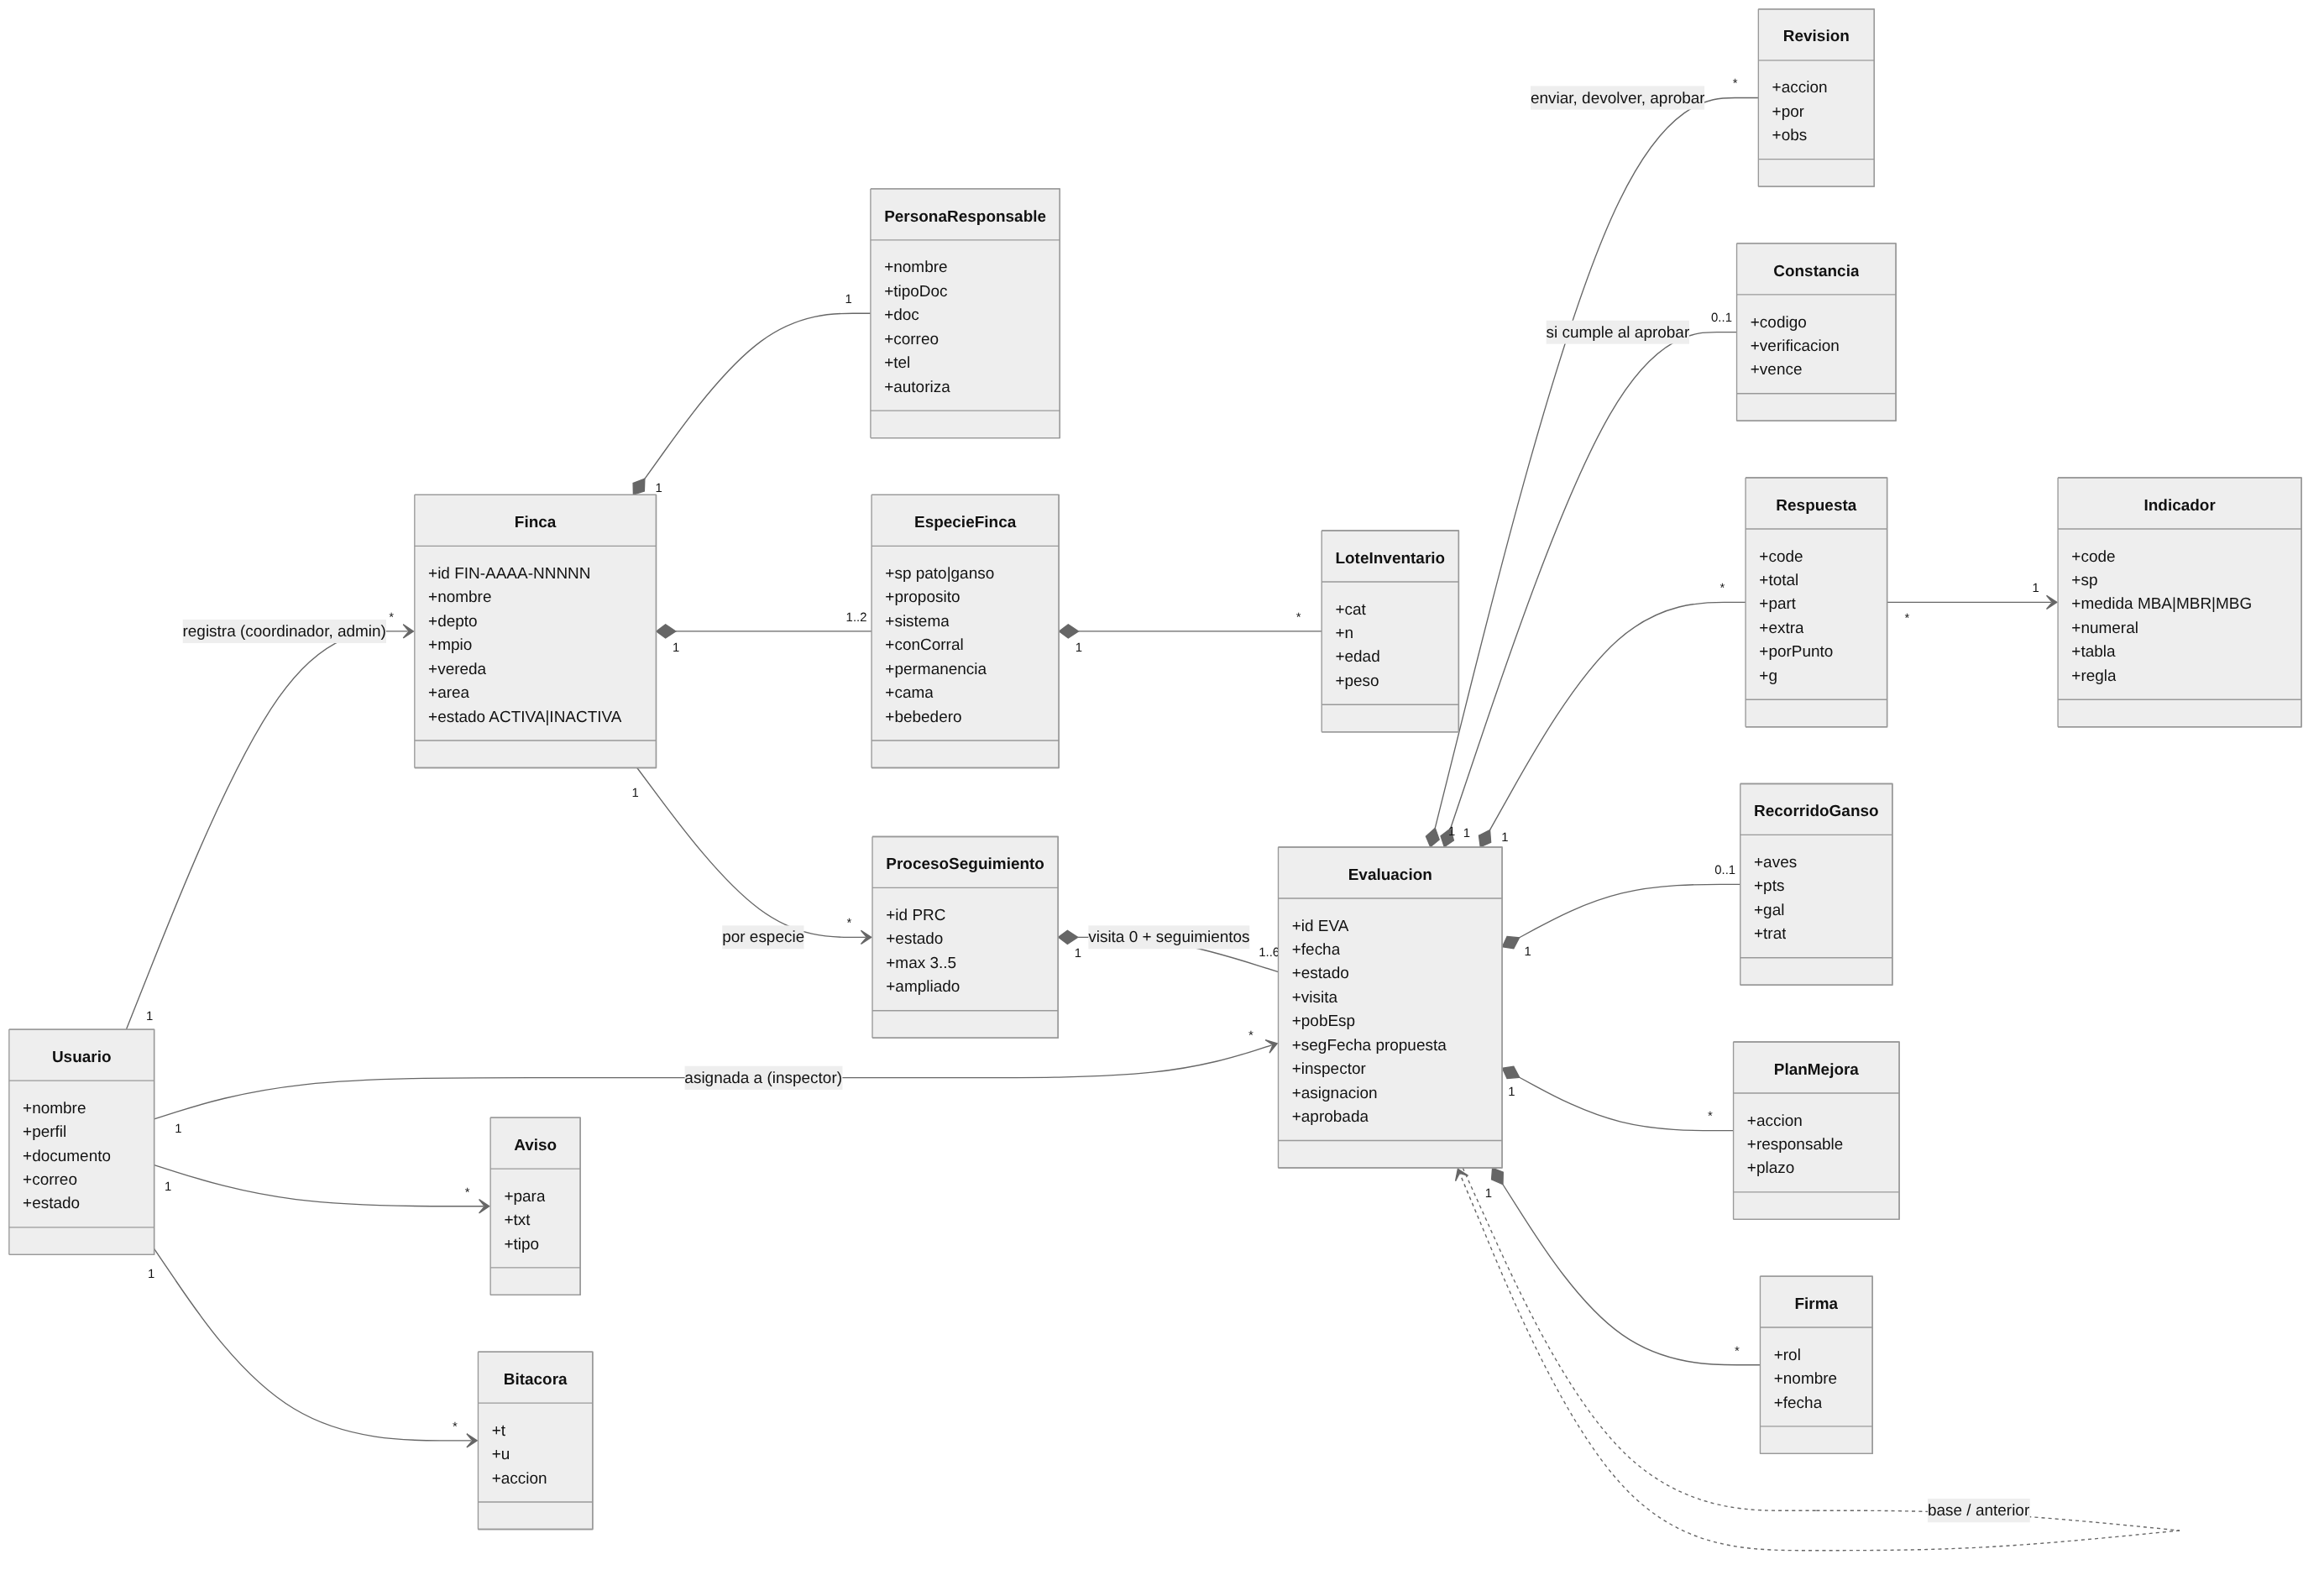 Revision
+accion
+por
+obs
enviar, devolver, aprobar
*
1
Constancia
+codigo
+verificacion
+vence
si cumple al aprobar
0..1
1
PersonaResponsable
+nombre
+tipoDoc
+doc
+correo
+tel
+autoriza
1
1
Finca
+id FIN-AAAA-NNNNN
+nombre
+depto
+mpio
+vereda
+area
+estado ACTIVA|INACTIVA
registra (coordinador, admin)
*
1
EspecieFinca
+sp pato|ganso
+proposito
+sistema
+conCorral
+permanencia
+cama
+bebedero
1..2
1
LoteInventario
+cat
+n
+edad
+peso
*
1
Respuesta
+code
+total
+part
+extra
+porPunto
+g
*
1
Indicador
+code
+sp
+medida MBA|MBR|MBG
+numeral
+tabla
+regla
1
*
RecorridoGanso
+aves
+pts
+gal
+trat
0..1
1
ProcesoSeguimiento
+id PRC
+estado
+max 3..5
+ampliado
por especie
*
1
Evaluacion
+id EVA
+fecha
+estado
+visita
+pobEsp
+segFecha propuesta
+inspector
+asignacion
+aprobada
visita 0 + seguimientos
1..6
1
asignada a (inspector)
*
1
Usuario
+nombre
+perfil
+documento
+correo
+estado
Aviso
+para
+txt
+tipo
*
1
PlanMejora
+accion
+responsable
+plazo
*
1
Bitacora
+t
+u
+accion
*
1
Firma
+rol
+nombre
+fecha
*
1
base / anterior